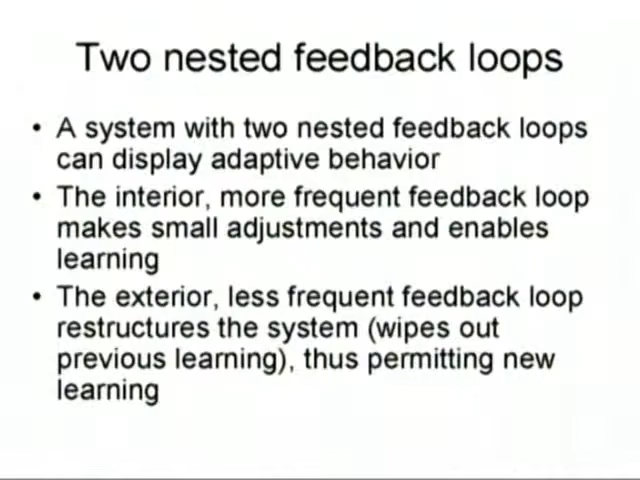 Two nested feedback loops
• A system with two nested feedback loops
can display adaptive behavior
• The interior, more frequent feedback loop
makes small adjustments and enables
learning
• The exterior, less frequent feedback loop
restructures the system (wipes out
previous learning), thus permitting new
learning